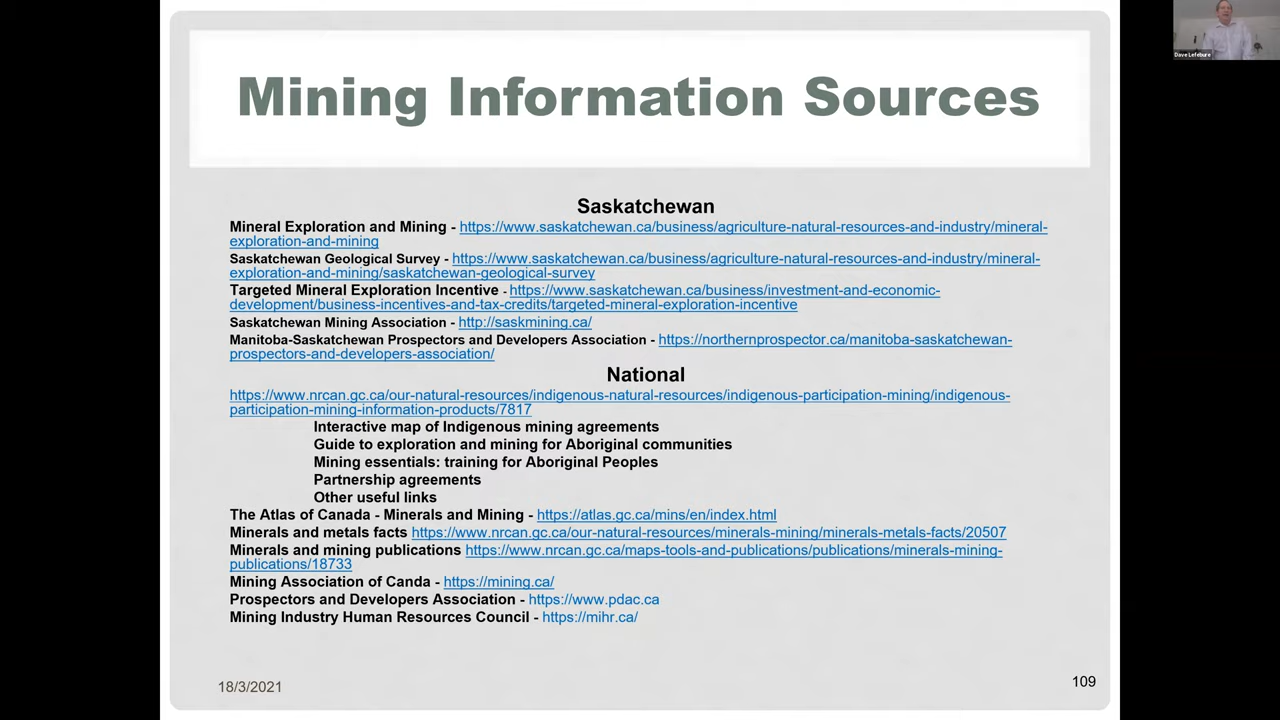 Mining Information Sources
Dave Lefebure
Saskatchewan
Mineral Exploration and Mining - https://www.saskatchewan.ca/business/agriculture-natural-resources-and-industry/mineral-
exploration-and-mining
Saskatchewan Geological Survey - https://www.saskatchewan.ca/business/agriculture-natural-resources-and-industry/mineral-
exploration-and-mining/saskatchewan-geological-survey
Targeted Mineral Exploration Incentive - https://www.saskatchewan.ca/business/investment-and-economic-
development/business-incentives-and-tax-credits/targeted-mineral-exploration-incentive
Saskatchewan Mining Association - http://saskmining.ca/
Manitoba-Saskatchewan Prospectors and Developers Association - https://northernprospector.ca/manitoba-saskatchewan-
prospectors-and-developers-association/
National
https://www.nrcan.gc.ca/our-natural-resources/indigenous-natural-resources/indigenous-participation-mining/indigenous-
participation-mining-information-products/7817
Interactive map of Indigenous mining agreements
Guide to exploration and mining for Aboriginal communities
Mining essentials: training for Aboriginal Peoples
Partnership agreements
Other useful links
The Atlas of Canada - Minerals and Mining - https://atlas.gc.ca/mins/en/index.html
Minerals and metals facts https://www.nrcan.gc.ca/our-natural-resources/minerals-mining/minerals-metals-facts/20507
Minerals and mining publications https://www.nrcan.gc.ca/maps-tools-and-publications/publications/minerals-mining-
publications/18733
Mining Association of Canda - https://mining.ca/
Prospectors and Developers Association - https://www.pdac.ca
Mining Industry Human Resources Council - https://mihr.ca/
18/3/2021
109